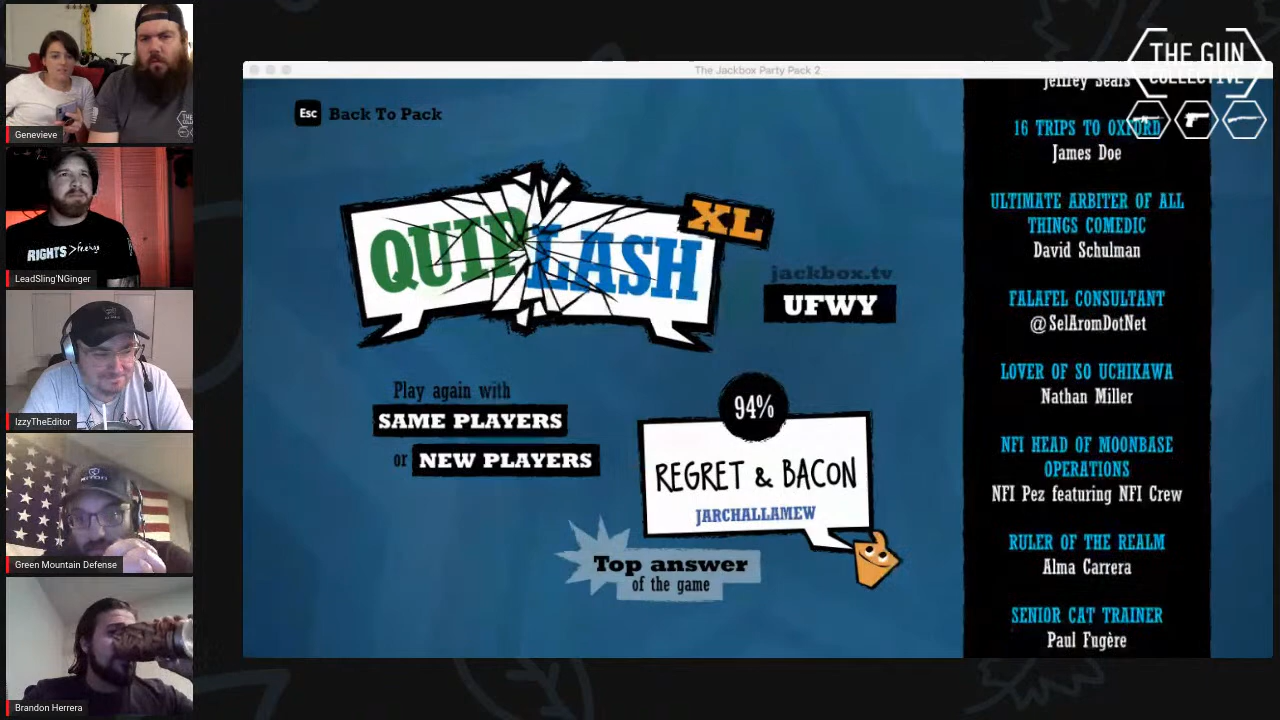 THE GUN
COLLECTIVE
The Jackbox Party Pack 2
Esc Back To Pack
QUIPLASH
XL
jackbox.tv
UFWY
Play again with
SAME PLAYERS
or NEW PLAYERS
94%
REGRET & BACON
JARCHALLAMEW
Top answer
of the game
Jeffrey Sears
16 TRIPS TO OXFORD
James Doe
ULTIMATE ARBITER OF ALL
THINGS COMEDIC
David Schulman
FALAFEL CONSULTANT
@SelAromDotNet
LOVER OF SO UCHIKAWA
Nathan Miller
NFI HEAD OF MOONBASE
OPERATIONS
NFI Pez featuring NFI Crew
RULER OF THE REALM
Alma Carrera
SENIOR CAT TRAINER
Paul Fugère
Genevieve
RIGHTS >feelings
LeadSling'NGinger
IzzyTheEditor
Green Mountain Defense
Brandon Herrera